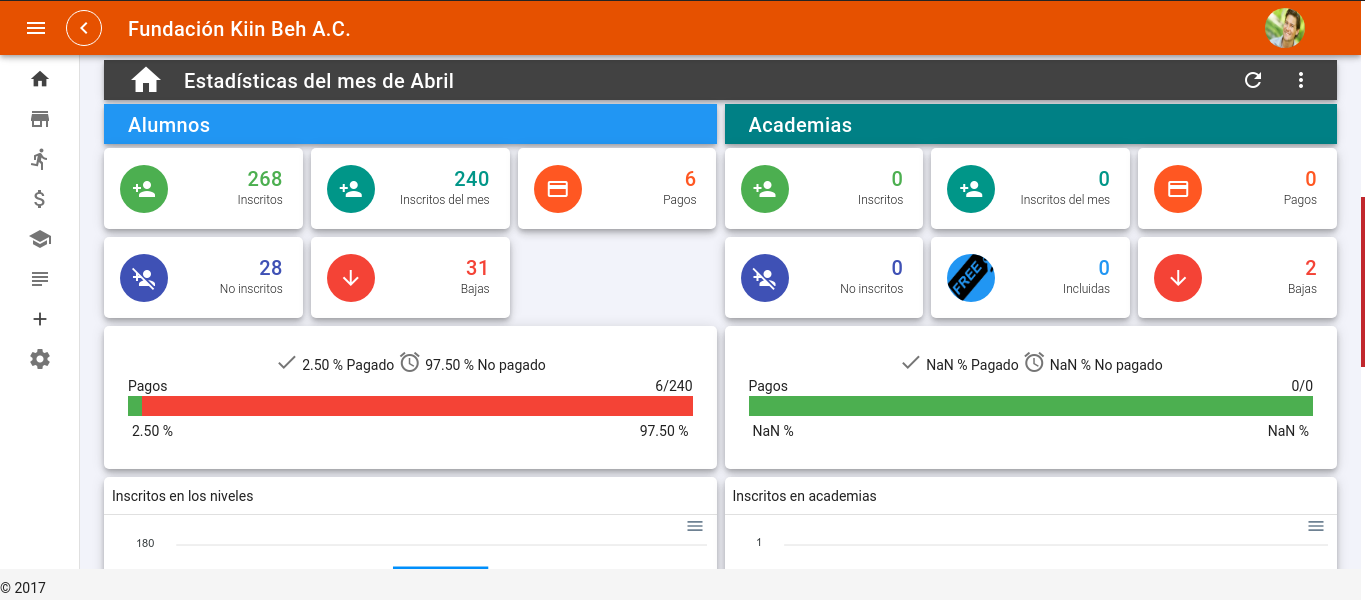 Fundación Kiin Beh A.C.
Estadísticas del mes de Abril
Alumnos
268
Inscritos
240
Inscritos del mes
6
Pagos
28
No inscritos
31
Bajas
2.50 % Pagado 97.50 % No pagado
Pagos 6/240
2.50 % 97.50 %
Inscritos en los niveles
180
Academias
0
Inscritos
0
Inscritos del mes
0
Pagos
0
No inscritos
FREE
0
Incluidas
2
Bajas
NaN % Pagado NaN % No pagado
Pagos 0/0
NaN % NaN %
Inscritos en academias
1
© 2017